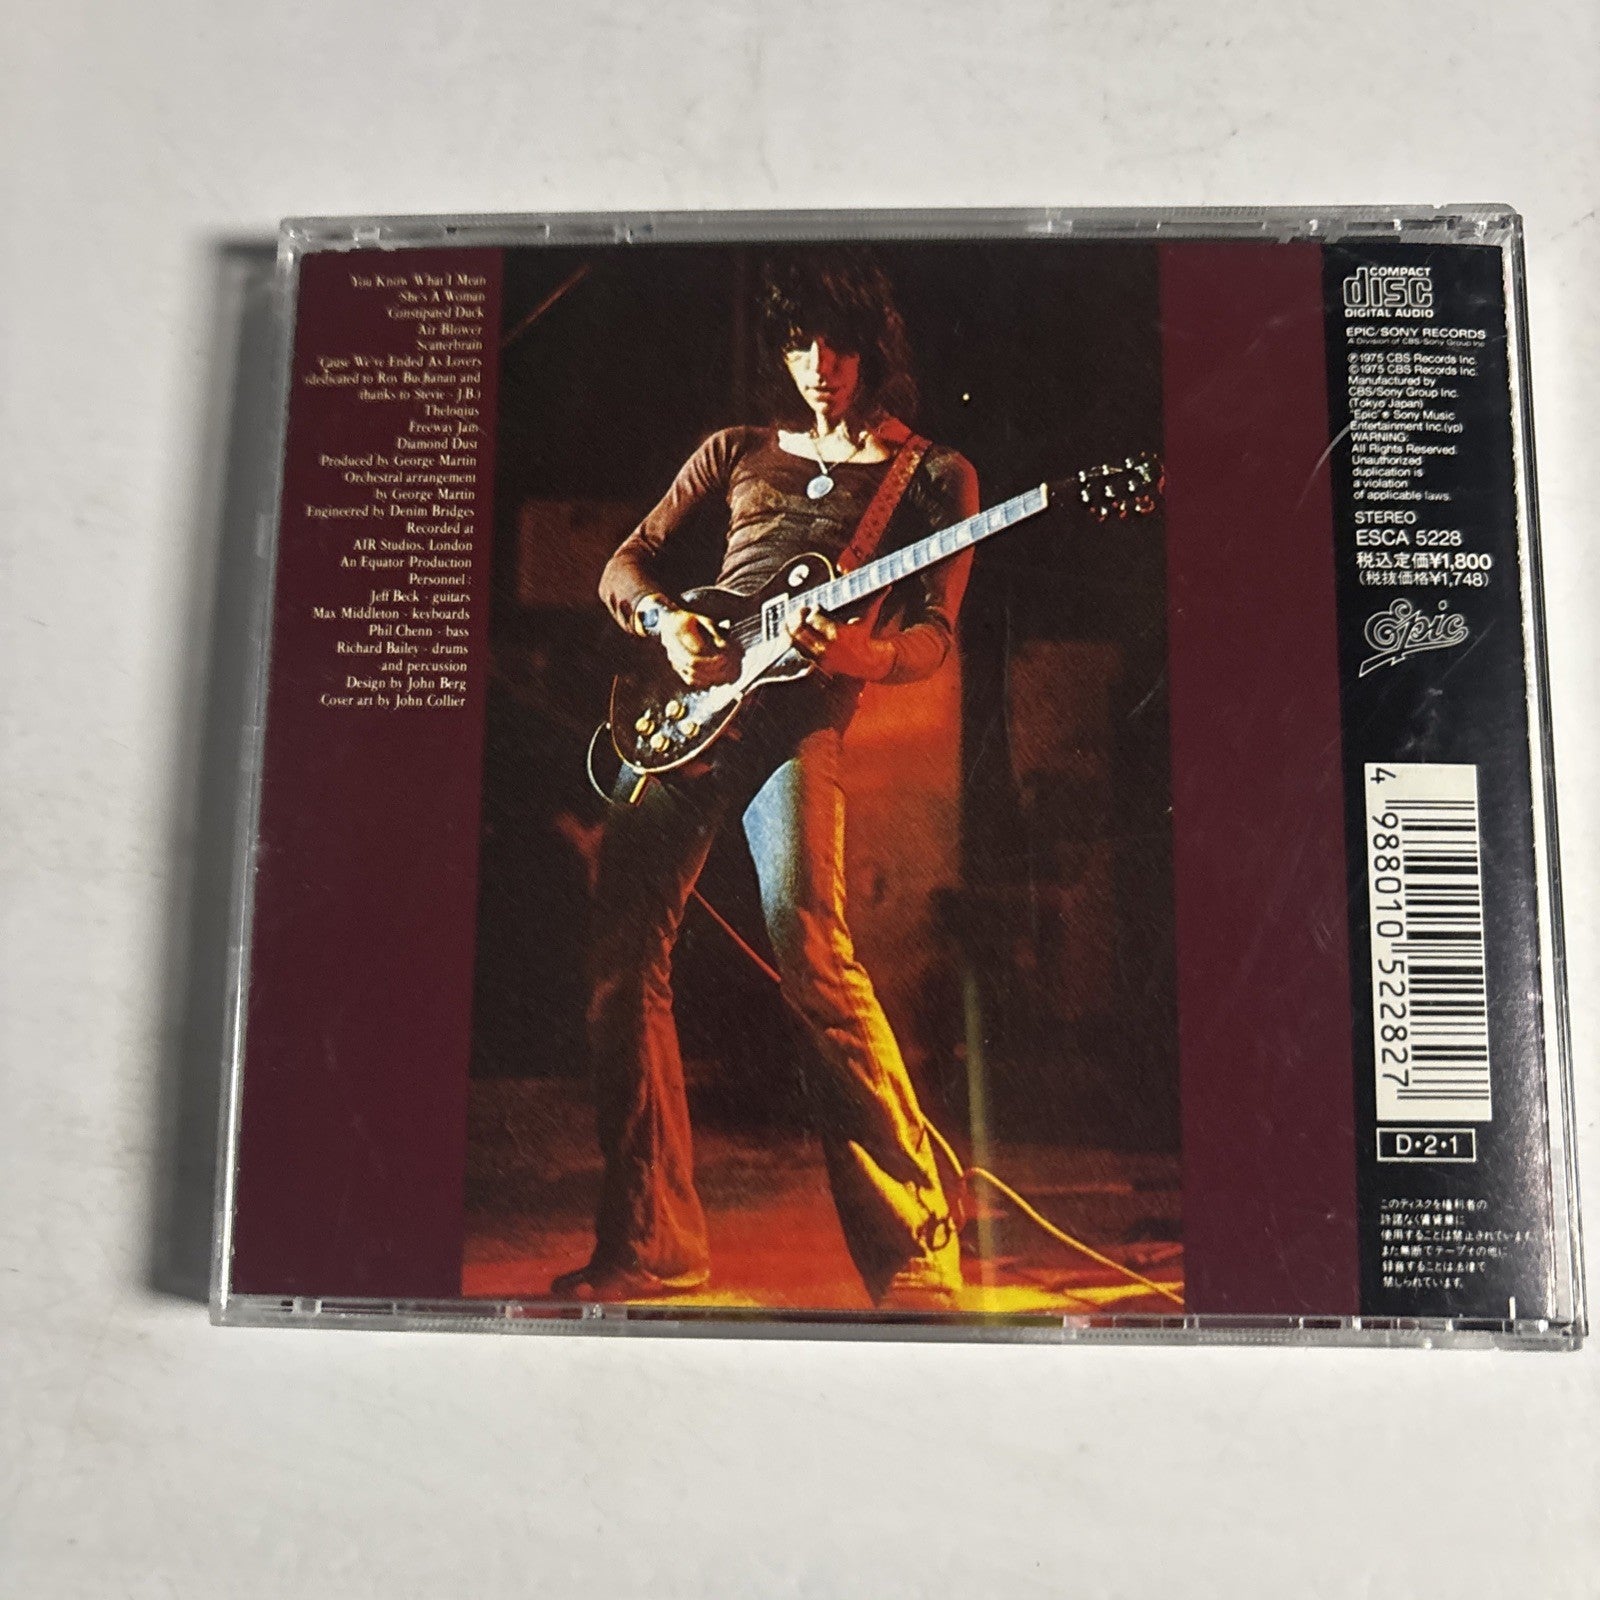 You Know What I Mean
She's A Woman
Constipated Duck
Air Blower
Scatterbrain
'Cause We've Ended As Lovers
(dedicated to Roy Buchanan and
thanks to Stevie - J.B.)
Thelonius
Freeway Jam
Diamond Dust
Produced by George Martin
Orchestral arrangement
by George Martin
Engineered by Denim Bridges
Recorded at
AIR Studios, London
An Equator Production
Personnel :
Jeff Beck - guitars
Max Middleton - keyboards
Phil Chenn - bass
Richard Bailey - drums
and percussion
Design by John Berg
Cover art by John Collier
COMPACT
disc
DIGITAL AUDIO
EPIC/SONY RECORDS
A Division of CBS/Sony Group Inc
℗1975 CBS Records Inc.
©1975 CBS Records Inc.
Manufactured by
CBS/Sony Group Inc.
(Tokyo Japan)
"Epic"® Sony Music
Entertainment Inc.(yp)
WARNING:
All Rights Reserved.
Unauthorized
duplication is
a violation
of applicable laws.
STEREO
ESCA 5228
税込定価¥1,800
(税抜価格¥1,748)
Epic
4 988010 522827
D・2・1
このディスクを権利者の
許諾なく賃貸業に
使用することは禁止されています。
また無断でテープその他に
録音することは法律で
禁じられています。